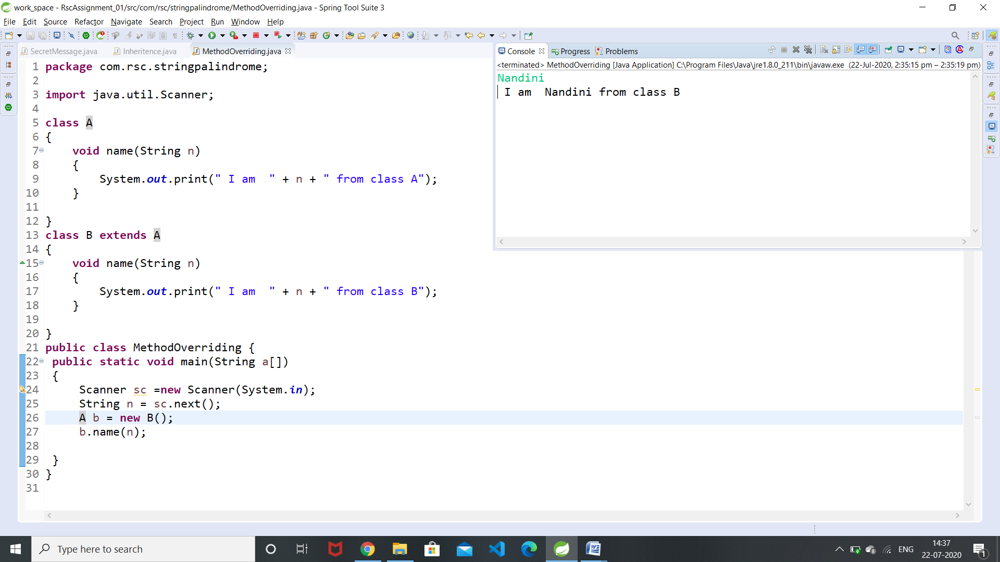 work_space - RscAssignment_01/src/com/rsc/stringpalindrome/MethodOverriding.java - Spring Tool Suite 3
File Edit Source Refactor Navigate Search Project Run Window Help
SecretMessage.java Inheritence.java MethodOverriding.java
1 package com.rsc.stringpalindrome;
2
3 import java.util.Scanner;
4
5 class A
6 {
7 void name(String n)
8 {
9 System.out.print(" I am  " + n + " from class A");
10 }
11
12 }
13 class B extends A
14 {
15 void name(String n)
16 {
17 System.out.print(" I am  " + n + " from class B");
18 }
19
20 }
21 public class MethodOverriding {
22 public static void main(String a[])
23 {
24 Scanner sc =new Scanner(System.in);
25 String n = sc.next();
26 A b = new B();
27 b.name(n);
28
29 }
30 }
31
Console Progress Problems
<terminated> MethodOverriding [Java Application] C:\Program Files\Java\jre1.8.0_211\bin\javaw.exe (22-Jul-2020, 2:35:15 pm – 2:35:19 pm)
Nandini
I am  Nandini from class B
Type here to search
ENG
14:37
22-07-2020
1